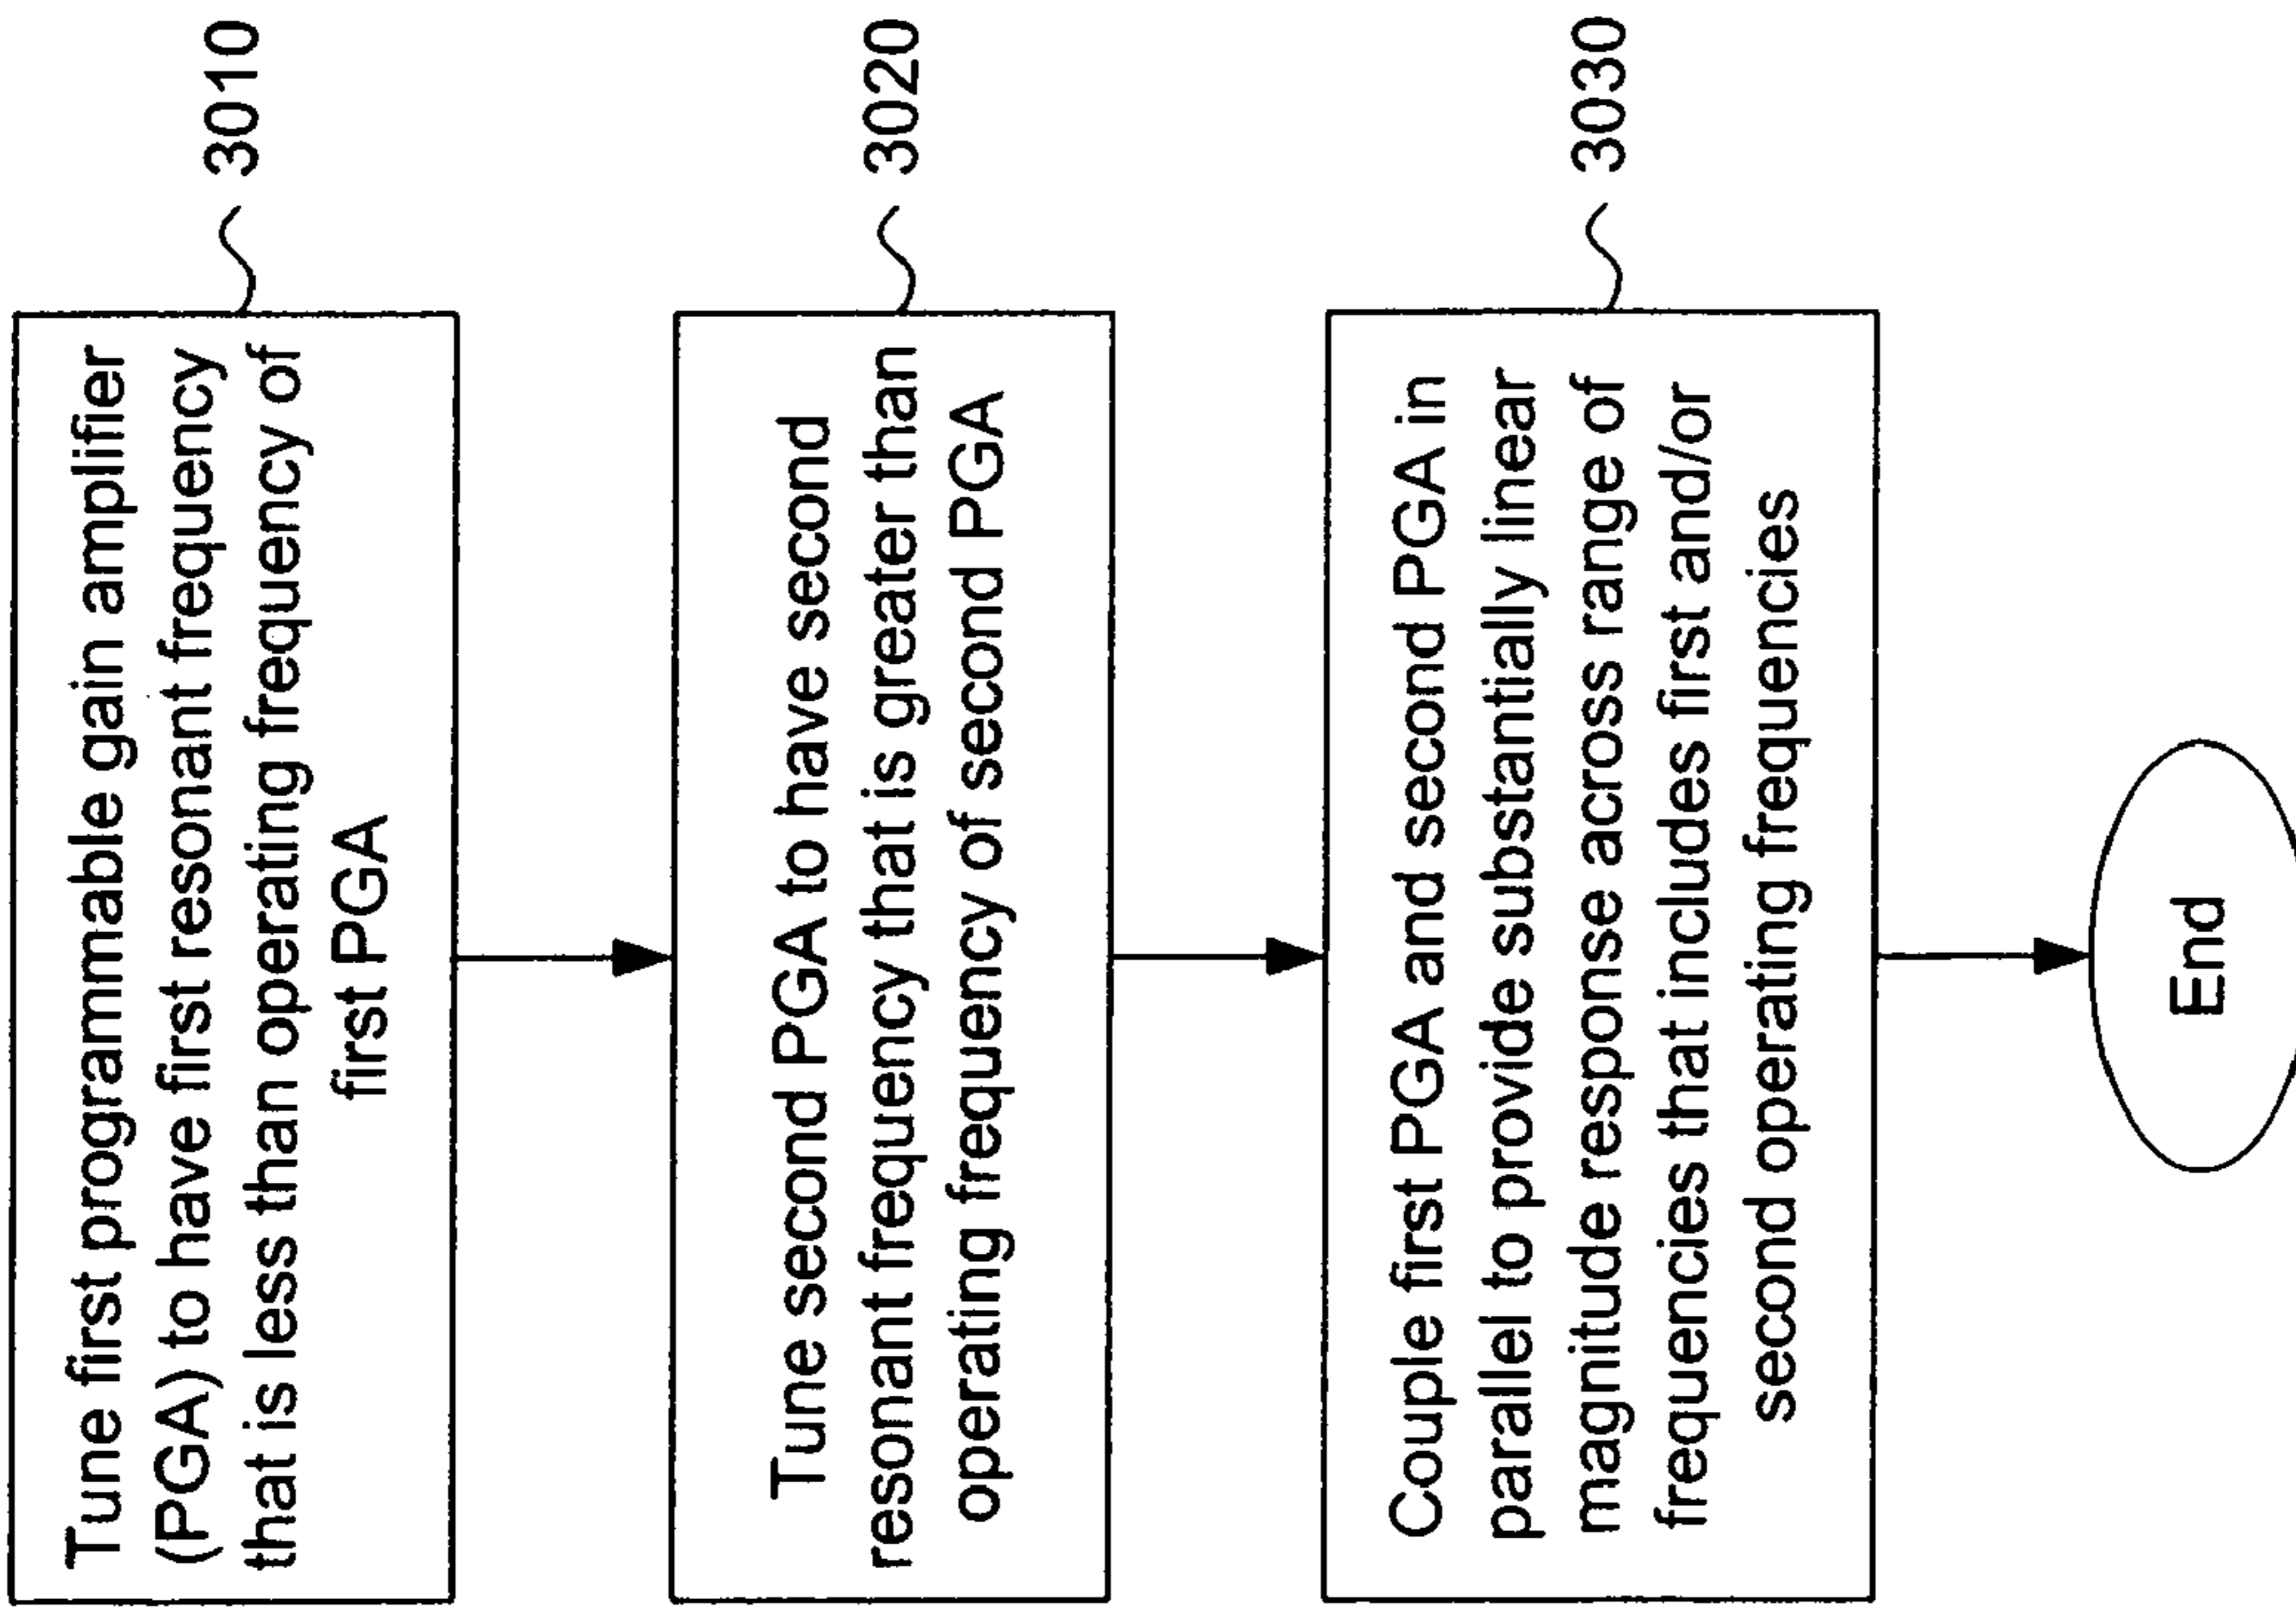 Tune first programmable gain amplifier
(PGA) to have first resonant frequency
that is less than operating frequency of
first PGA
3010
Tune second PGA to have second
resonant frequency that is greater than
operating frequency of second PGA
3020
Couple first PGA and second PGA in
parallel to provide substantially linear
magnitude response across range of
frequencies that includes first and/or
second operating frequencies
3030
End